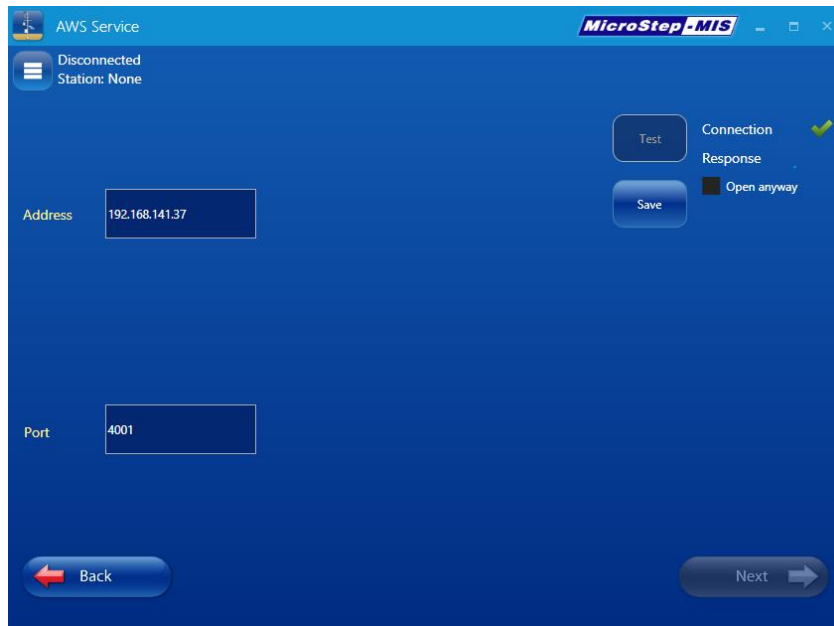 AWS Service
MicroStep-MIS
Disconnected
Station: None
Test
Connection
Response
Open anyway
Save
Address
192.168.141.37
Port
4001
Back
Next